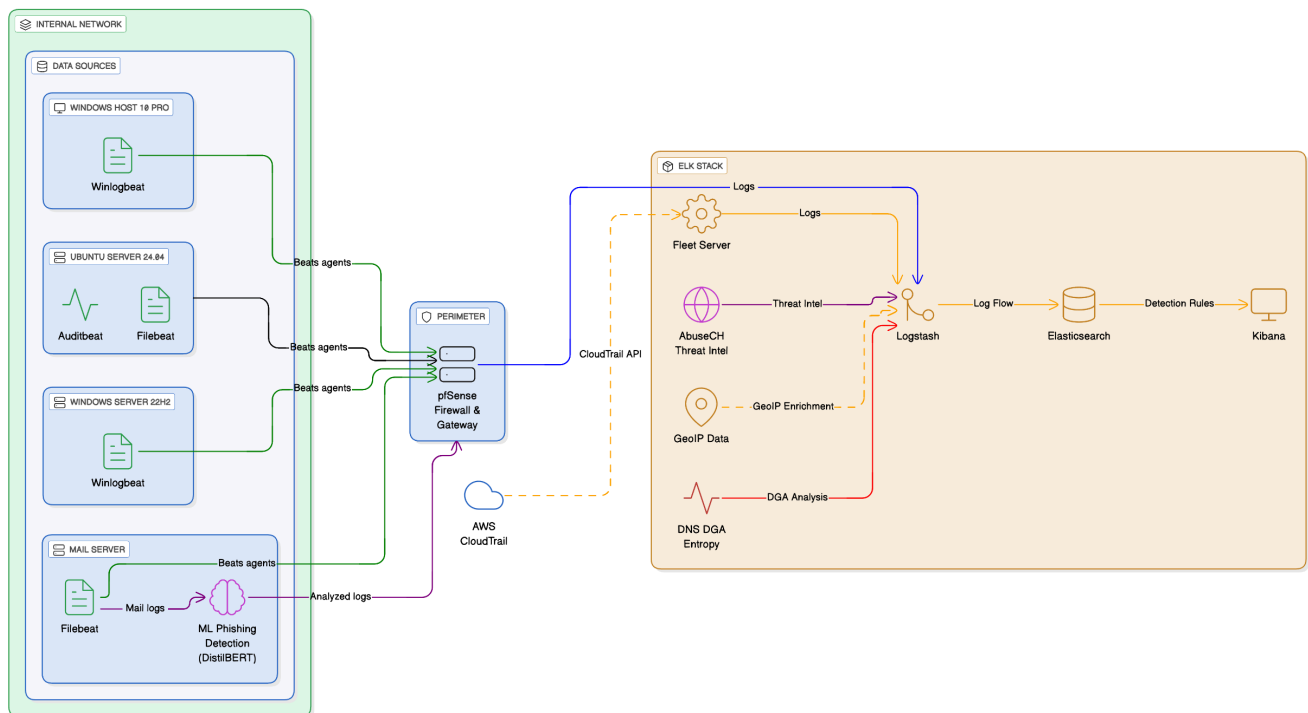 INTERNAL NETWORK
DATA SOURCES
WINDOWS HOST 10 PRO
Winlogbeat
UBUNTU SERVER 24.04
Auditbeat
Filebeat
WINDOWS SERVER 22H2
Winlogbeat
MAIL SERVER
Filebeat
Mail logs
ML Phishing
Detection
(DistilBERT)
Beats agents
Beats agents
Beats agents
Beats agents
Analyzed logs
PERIMETER
pfSense
Firewall &
Gateway
AWS
CloudTrail
CloudTrail API
ELK STACK
Logs
Fleet Server
Logs
AbuseCH
Threat Intel
Threat Intel
GeoIP Data
GeoIP Enrichment
DNS DGA
Entropy
DGA Analysis
Logstash
Log Flow
Elasticsearch
Detection Rules
Kibana